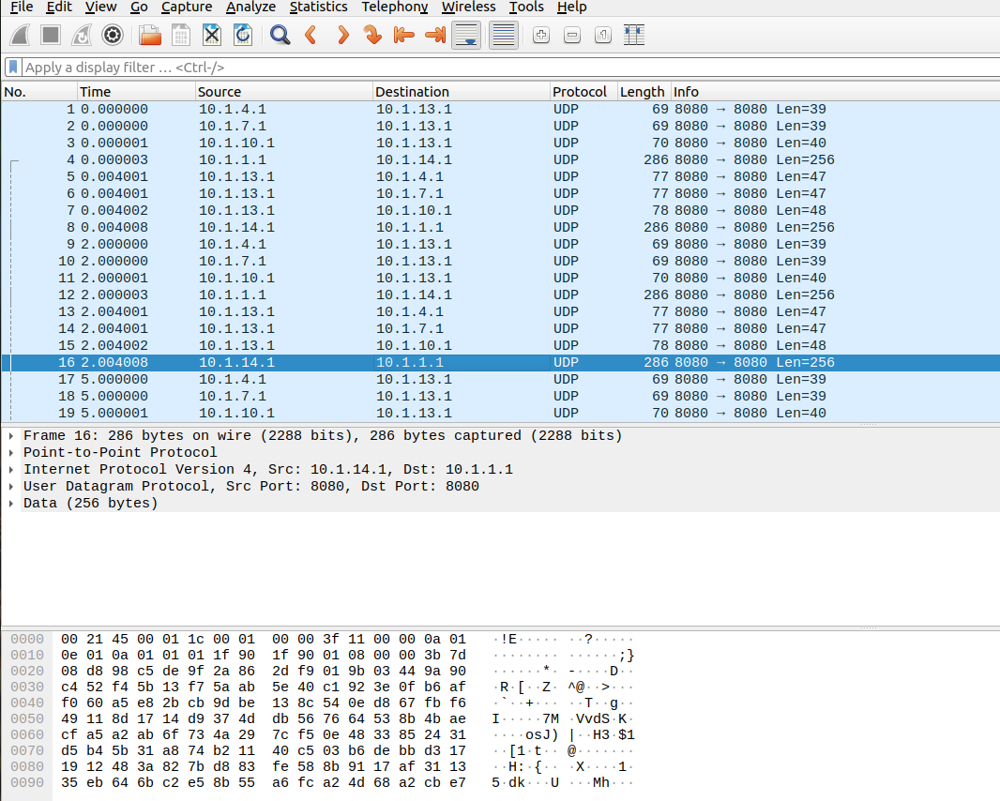 File Edit View Go Capture Analyze Statistics Telephony Wireless Tools Help
Apply a display filter … <Ctrl-/>
No. Time Source Destination Protocol Length Info
1 0.000000 10.1.4.1 10.1.13.1 UDP 69 8080 → 8080 Len=39
2 0.000000 10.1.7.1 10.1.13.1 UDP 69 8080 → 8080 Len=39
3 0.000001 10.1.10.1 10.1.13.1 UDP 70 8080 → 8080 Len=40
4 0.000003 10.1.1.1 10.1.14.1 UDP 286 8080 → 8080 Len=256
5 0.004001 10.1.13.1 10.1.4.1 UDP 77 8080 → 8080 Len=47
6 0.004001 10.1.13.1 10.1.7.1 UDP 77 8080 → 8080 Len=47
7 0.004002 10.1.13.1 10.1.10.1 UDP 78 8080 → 8080 Len=48
8 0.004008 10.1.14.1 10.1.1.1 UDP 286 8080 → 8080 Len=256
9 2.000000 10.1.4.1 10.1.13.1 UDP 69 8080 → 8080 Len=39
10 2.000000 10.1.7.1 10.1.13.1 UDP 69 8080 → 8080 Len=39
11 2.000001 10.1.10.1 10.1.13.1 UDP 70 8080 → 8080 Len=40
12 2.000003 10.1.1.1 10.1.14.1 UDP 286 8080 → 8080 Len=256
13 2.004001 10.1.13.1 10.1.4.1 UDP 77 8080 → 8080 Len=47
14 2.004001 10.1.13.1 10.1.7.1 UDP 77 8080 → 8080 Len=47
15 2.004002 10.1.13.1 10.1.10.1 UDP 78 8080 → 8080 Len=48
16 2.004008 10.1.14.1 10.1.1.1 UDP 286 8080 → 8080 Len=256
17 5.000000 10.1.4.1 10.1.13.1 UDP 69 8080 → 8080 Len=39
18 5.000000 10.1.7.1 10.1.13.1 UDP 69 8080 → 8080 Len=39
19 5.000001 10.1.10.1 10.1.13.1 UDP 70 8080 → 8080 Len=40
Frame 16: 286 bytes on wire (2288 bits), 286 bytes captured (2288 bits)
Point-to-Point Protocol
Internet Protocol Version 4, Src: 10.1.14.1, Dst: 10.1.1.1
User Datagram Protocol, Src Port: 8080, Dst Port: 8080
Data (256 bytes)
0000 00 21 45 00 01 1c 00 01 00 00 3f 11 00 00 0a 01 ·!E····· ··?·····
0010 0e 01 0a 01 01 01 1f 90 1f 90 01 08 00 00 3b 7d ········ ······;}
0020 08 d8 98 c5 de 9f 2a 86 2d f9 01 9b 03 44 9a 90 ······*· -····D··
0030 c4 52 f4 5b 13 f7 5a ab 5e 40 c1 92 3e 0f b6 af ·R·[··Z· ^@··>···
0040 f0 60 a5 e8 2b cb 9d be 13 8c 54 0e d8 67 fb f6 ·`··+··· ··T··g··
0050 49 11 8d 17 14 d9 37 4d db 56 76 64 53 8b 4b ae I·····7M ·VvdS·K·
0060 cf a5 a2 ab 6f 73 4a 29 7c f5 0e 48 33 85 24 31 ····osJ) |··H3·$1
0070 d5 b4 5b 31 a8 74 b2 11 40 c5 03 b6 de bb d3 17 ··[1·t·· @·······
0080 19 12 48 3a 82 7b d8 83 fe 58 8b 91 17 af 31 13 ··H:·{·· ·X····1·
0090 35 eb 64 6b c2 e5 8b 55 a6 fc a2 4d 68 a2 cb e7 5·dk···U ···Mh···